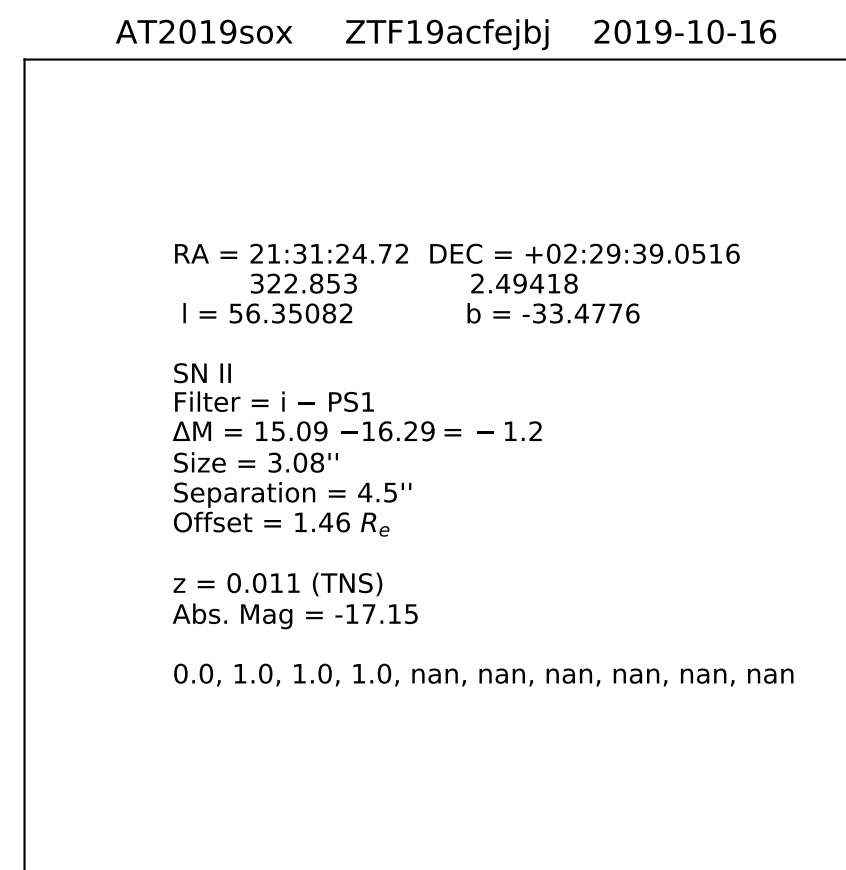 AT2019sox ZTF19acfejbj 2019-10-16
RA = 21:31:24.72 DEC = +02:29:39.0516
322.853 2.49418
l = 56.35082 b = -33.4776
SN II
Filter = i − PS1
ΔM = 15.09 −16.29 = − 1.2
Size = 3.08''
Separation = 4.5''
Offset = 1.46 Rₑ
z = 0.011 (TNS)
Abs. Mag = -17.15
0.0, 1.0, 1.0, 1.0, nan, nan, nan, nan, nan, nan